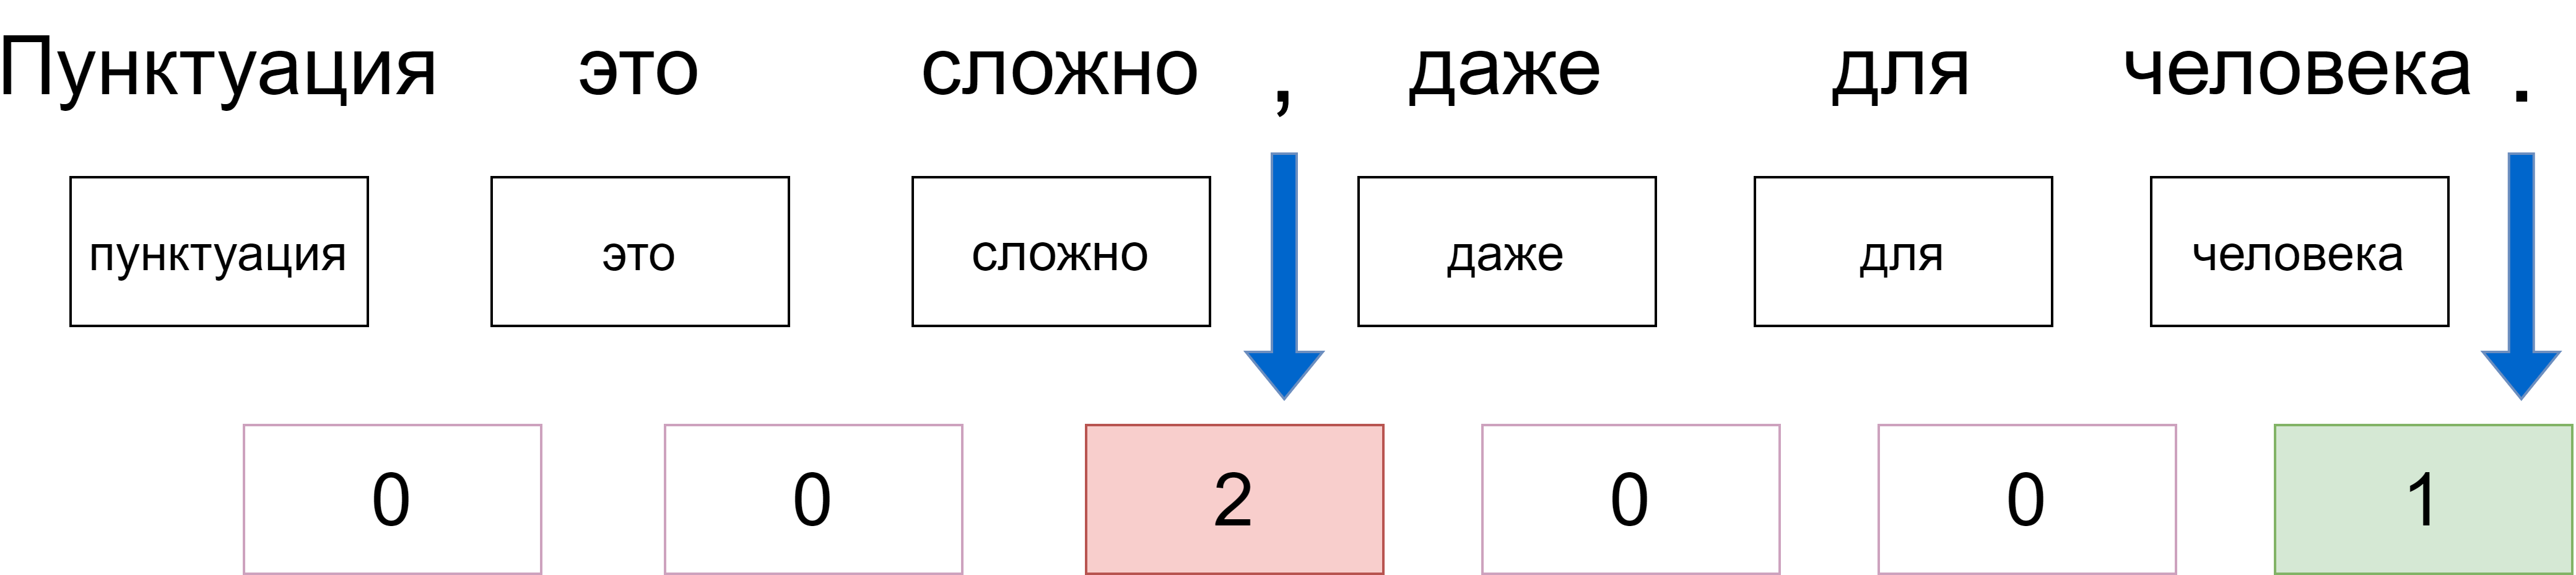 Пунктуация это сложно , даже для человека .
пунктуация это сложно даже для человека
0 0 2 0 0 1